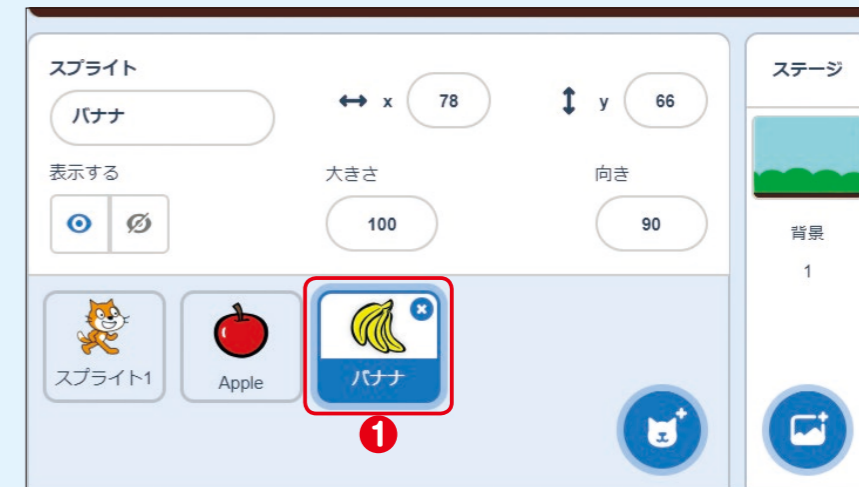 スプライト
バナナ
x 78
y 66
表示する
大きさ
100
向き
90
スプライト1
Apple
バナナ
1
ステージ
背景
1